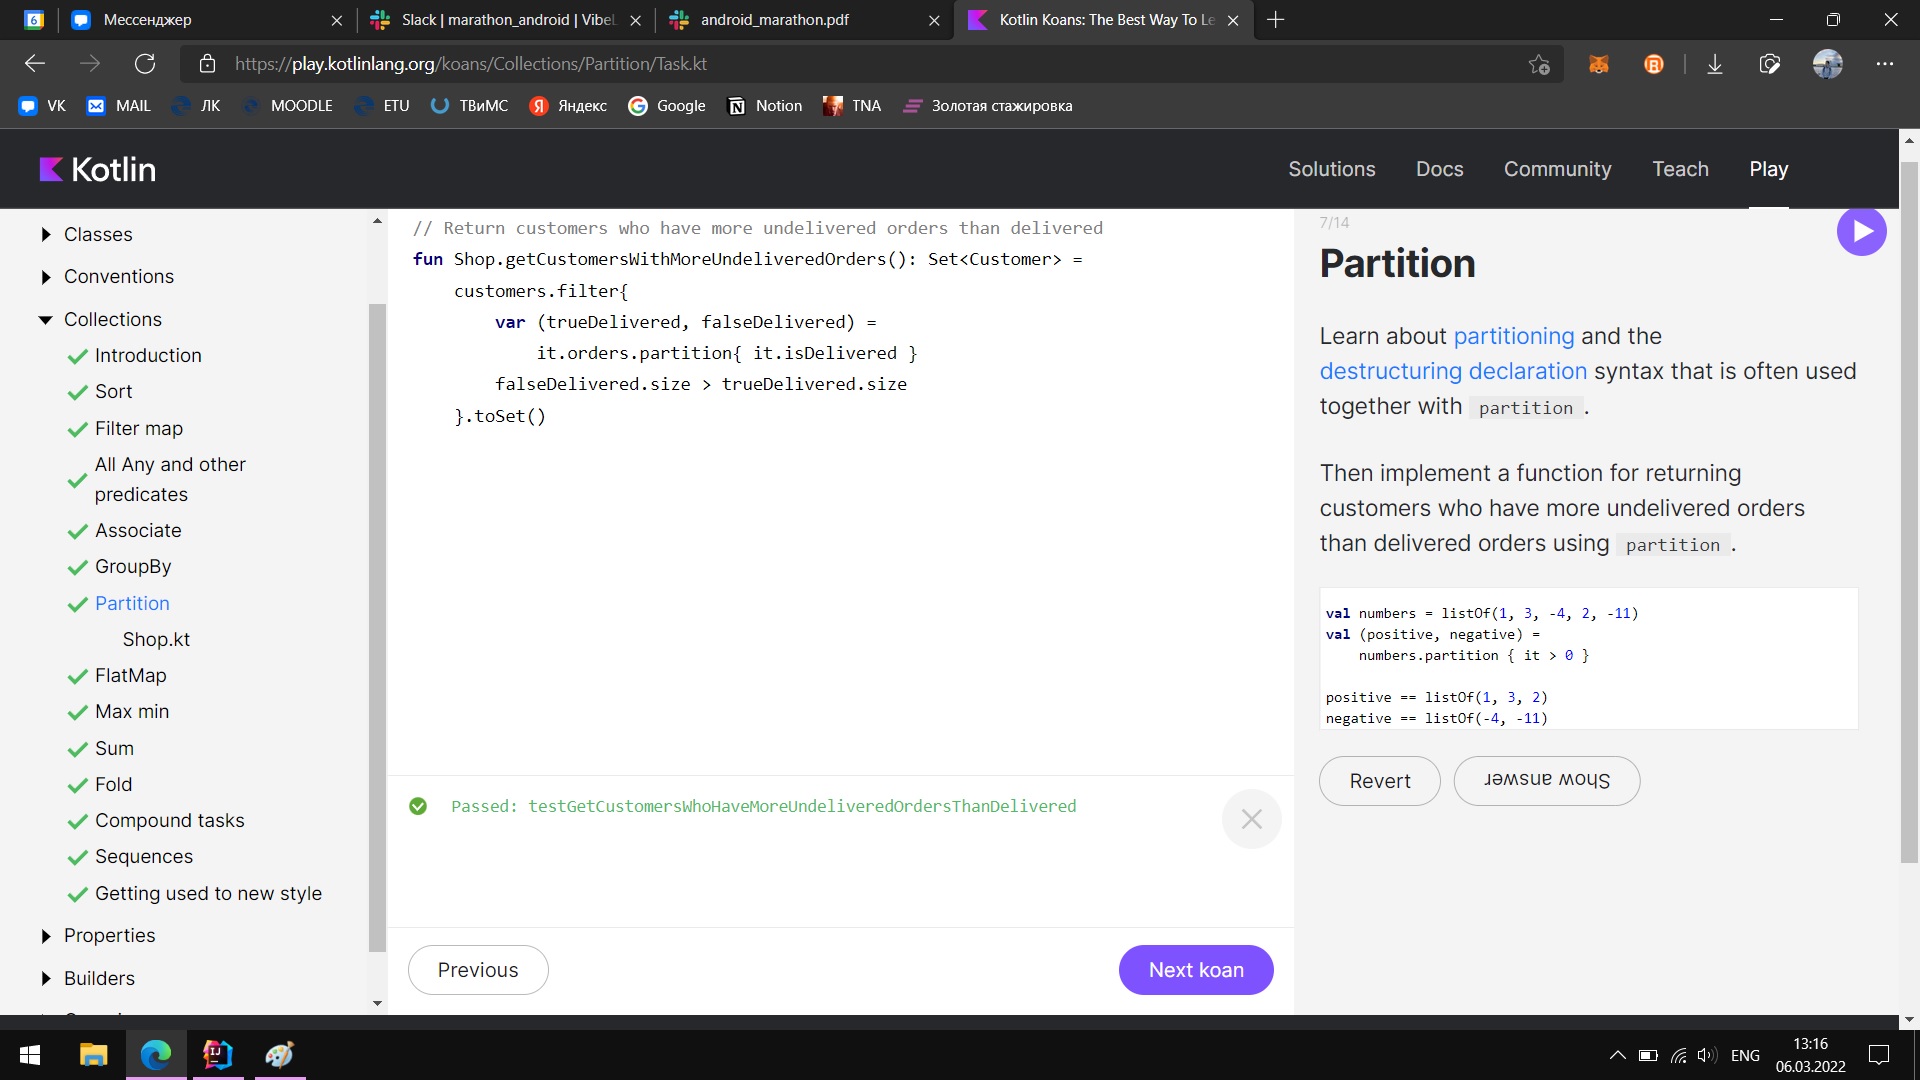 Мессенджер
Slack | marathon_android | VibeL
android_marathon.pdf
Kotlin Koans: The Best Way To Le
https://play.kotlinlang.org/koans/Collections/Partition/Task.kt
VK
MAIL
ЛК
MOODLE
ETU
ТВиМС
Яндекс
Google
Notion
TNA
Золотая стажировка
Kotlin
Solutions
Docs
Community
Teach
Play
Classes
Conventions
Collections
Introduction
Sort
Filter map
All Any and other
predicates
Associate
GroupBy
Partition
Shop.kt
FlatMap
Max min
Sum
Fold
Compound tasks
Sequences
Getting used to new style
Properties
Builders
// Return customers who have more undelivered orders than delivered
fun Shop.getCustomersWithMoreUndeliveredOrders(): Set<Customer> =
customers.filter{
var (trueDelivered, falseDelivered) =
it.orders.partition{ it.isDelivered }
falseDelivered.size > trueDelivered.size
}.toSet()
Passed: testGetCustomersWhoHaveMoreUndeliveredOrdersThanDelivered
Previous
Next koan
7/14
Partition
Learn about partitioning and the
destructuring declaration syntax that is often used
together with partition .
Then implement a function for returning
customers who have more undelivered orders
than delivered orders using partition .
val numbers = listOf(1, 3, -4, 2, -11)
val (positive, negative) =
numbers.partition { it > 0 }
positive == listOf(1, 3, 2)
negative == listOf(-4, -11)
Revert
Show answer
ENG
13:16
06.03.2022